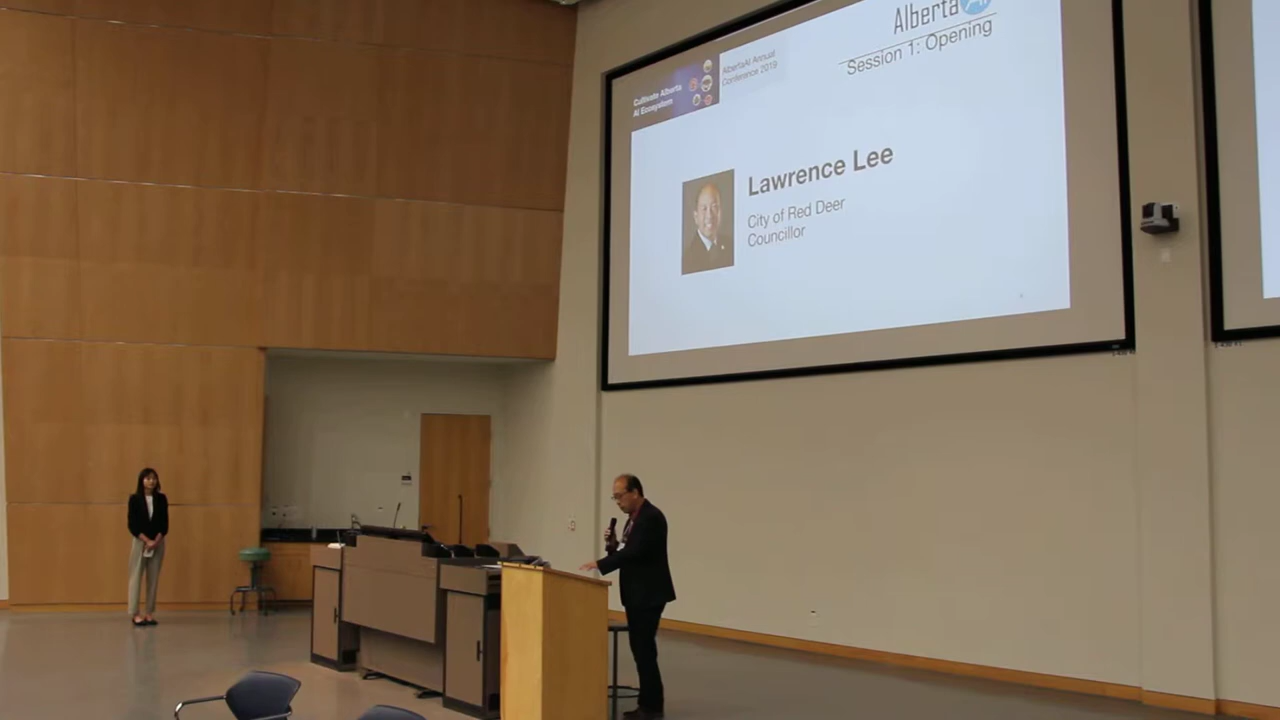 Alberta AI
Session 1: Opening
AlbertaAI Annual
Conference 2019
Cultivate Alberta
AI Ecosystem
Lawrence Lee
City of Red Deer
Councillor